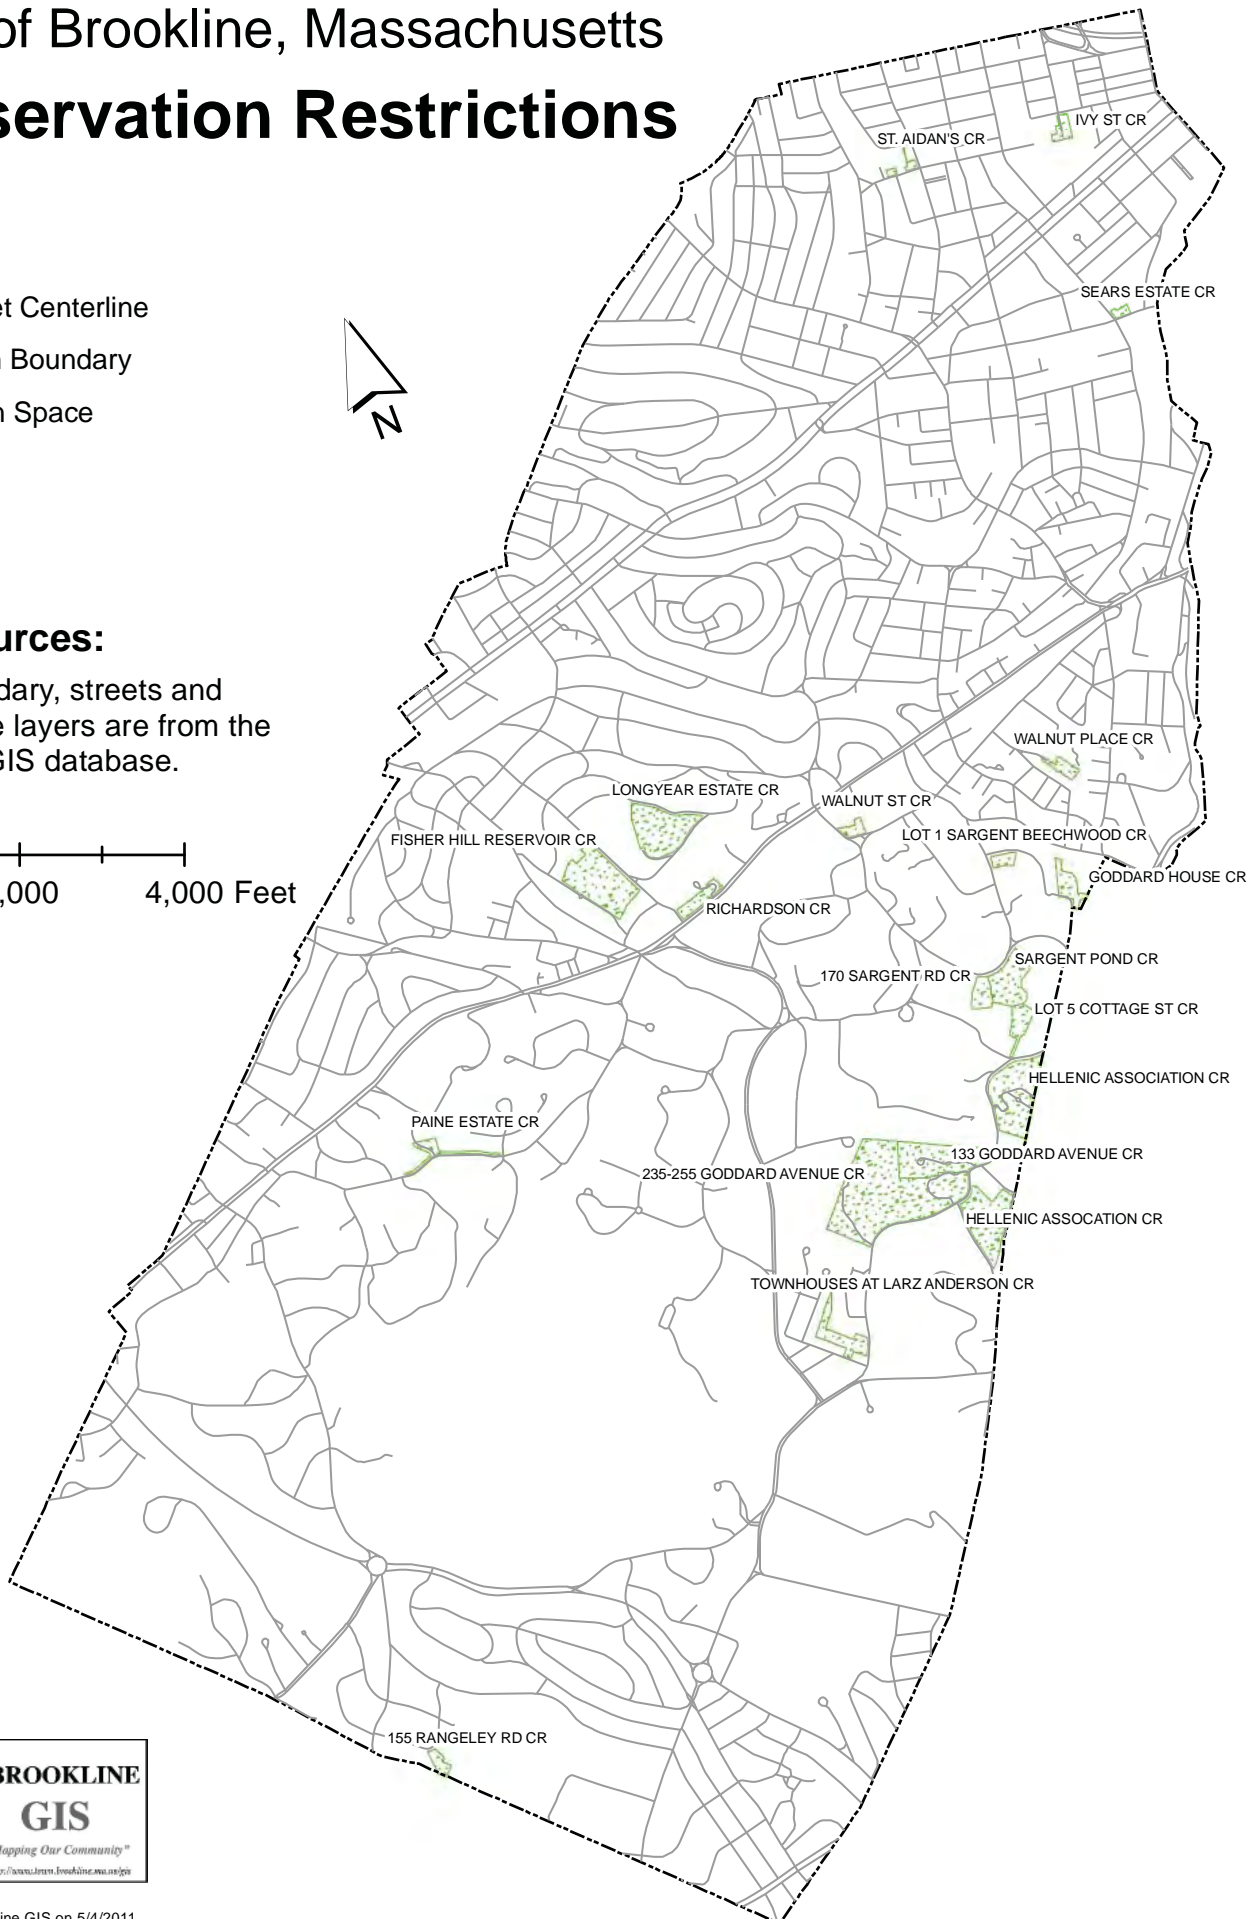 of Brookline, Massachusetts
servation Restrictions
et Centerline
n Boundary
n Space
N
urces:
dary, streets and
e layers are from the
GIS database.
,000 4,000 Feet
IVY ST CR
ST. AIDAN'S CR
SEARS ESTATE CR
WALNUT PLACE CR
LONGYEAR ESTATE CR
WALNUT ST CR
FISHER HILL RESERVOIR CR
LOT 1 SARGENT BEECHWOOD CR
GODDARD HOUSE CR
RICHARDSON CR
SARGENT POND CR
170 SARGENT RD CR
LOT 5 COTTAGE ST CR
HELLENIC ASSOCIATION CR
PAINE ESTATE CR
133 GODDARD AVENUE CR
235-255 GODDARD AVENUE CR
HELLENIC ASSOCATION CR
TOWNHOUSES AT LARZ ANDERSON CR
155 RANGELEY RD CR
BROOKLINE
GIS
apping Our Community"
ine GIS on 5/4/2011